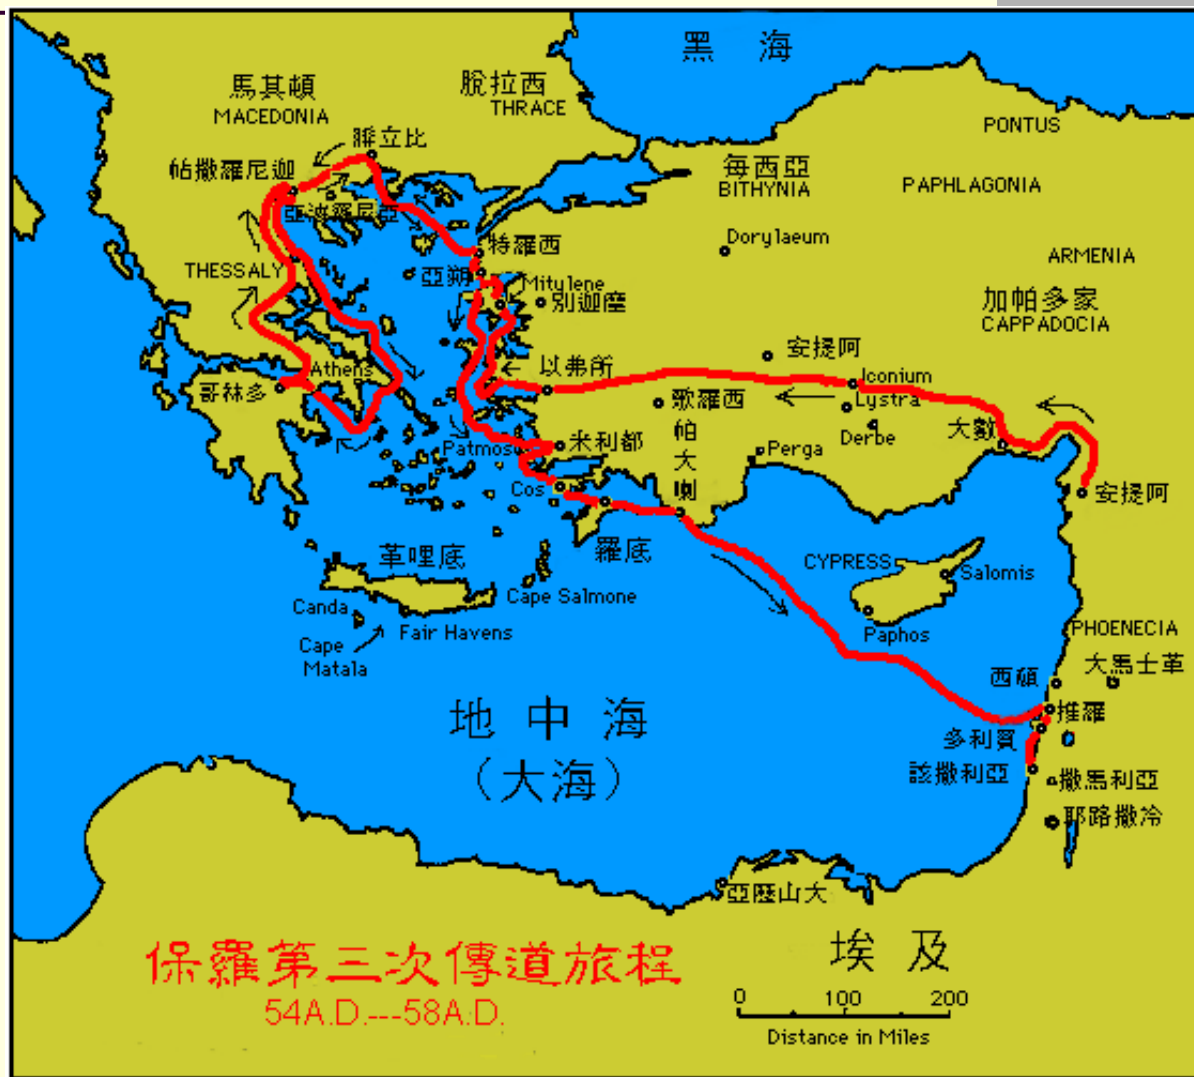 黑海
馬其頓
MACEDONIA
脫拉西
THRACE
腓立比
PONTUS
帖撒羅尼迦
每西亞
BITHYNIA
PAPHLAGONIA
亞波羅尼亞
特羅西
Dorylaeum
ARMENIA
THESSALY
亞朔
Mitylene
別迦摩
加帕多家
CAPPADOCIA
安提阿
Athens
以弗所
Iconium
哥林多
歌羅西
Lystra
Derbe
大數
帕大喇
Patmos
米利都
Perga
Cos
安提阿
革哩底
羅底
CYPRESS
Salomis
Canda
Cape Salmone
Fair Havens
Paphos
PHOENECIA
Cape
Matala
西頓
大馬士革
地中海
推羅
(大海)
多利買
該撒利亞
撒馬利亞
耶路撒冷
亞歷山大
保羅第三次傳道旅程
埃及
54A.D.---58A.D.
0 100 200
Distance in Miles